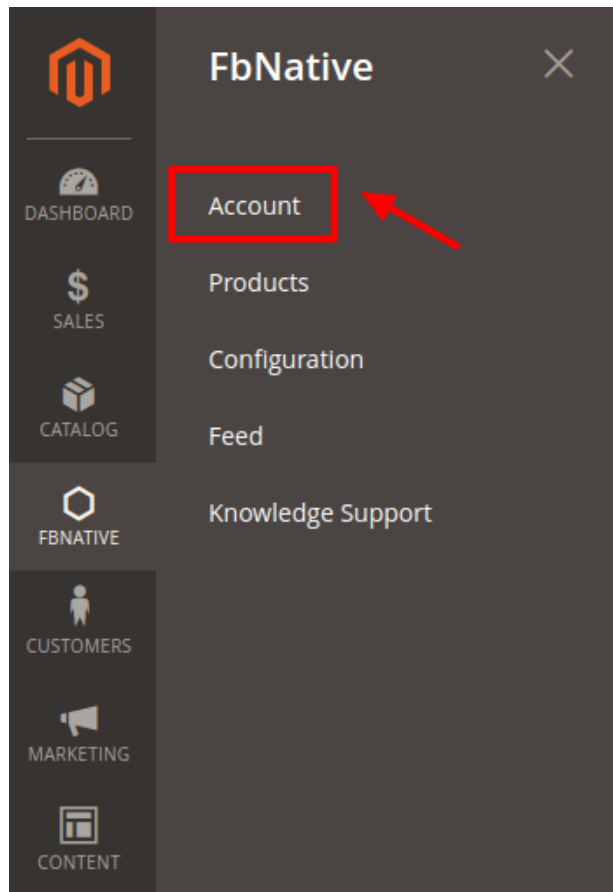 FbNative
Account
Products
Configuration
Feed
Knowledge Support
DASHBOARD
$
SALES
CATALOG
FBNATIVE
CUSTOMERS
MARKETING
CONTENT